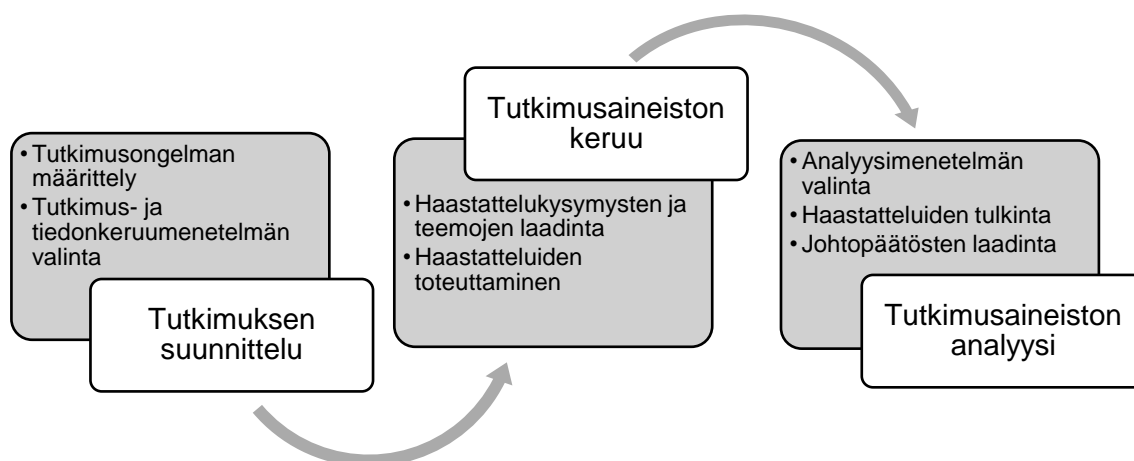 • Tutkimusongelman
määrittely
• Tutkimus- ja
tiedonkeruumenetelmän
valinta
Tutkimuksen
suunnittelu
Tutkimusaineiston
keruu
• Haastattelukysymysten ja
teemojen laadinta
• Haastatteluiden
toteuttaminen
• Analyysimenetelmän
valinta
• Haastatteluiden tulkinta
• Johtopäätösten laadinta
Tutkimusaineiston
analyysi